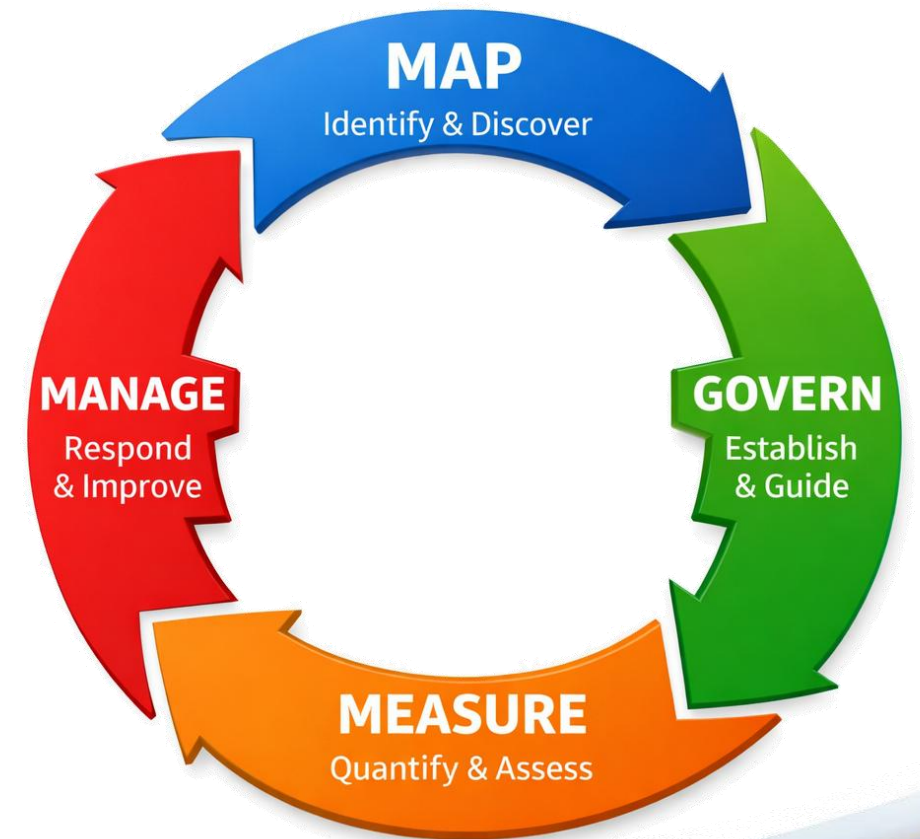 MAP
Identify & Discover
GOVERN
Establish
& Guide
MEASURE
Quantify & Assess
MANAGE
Respond
& Improve